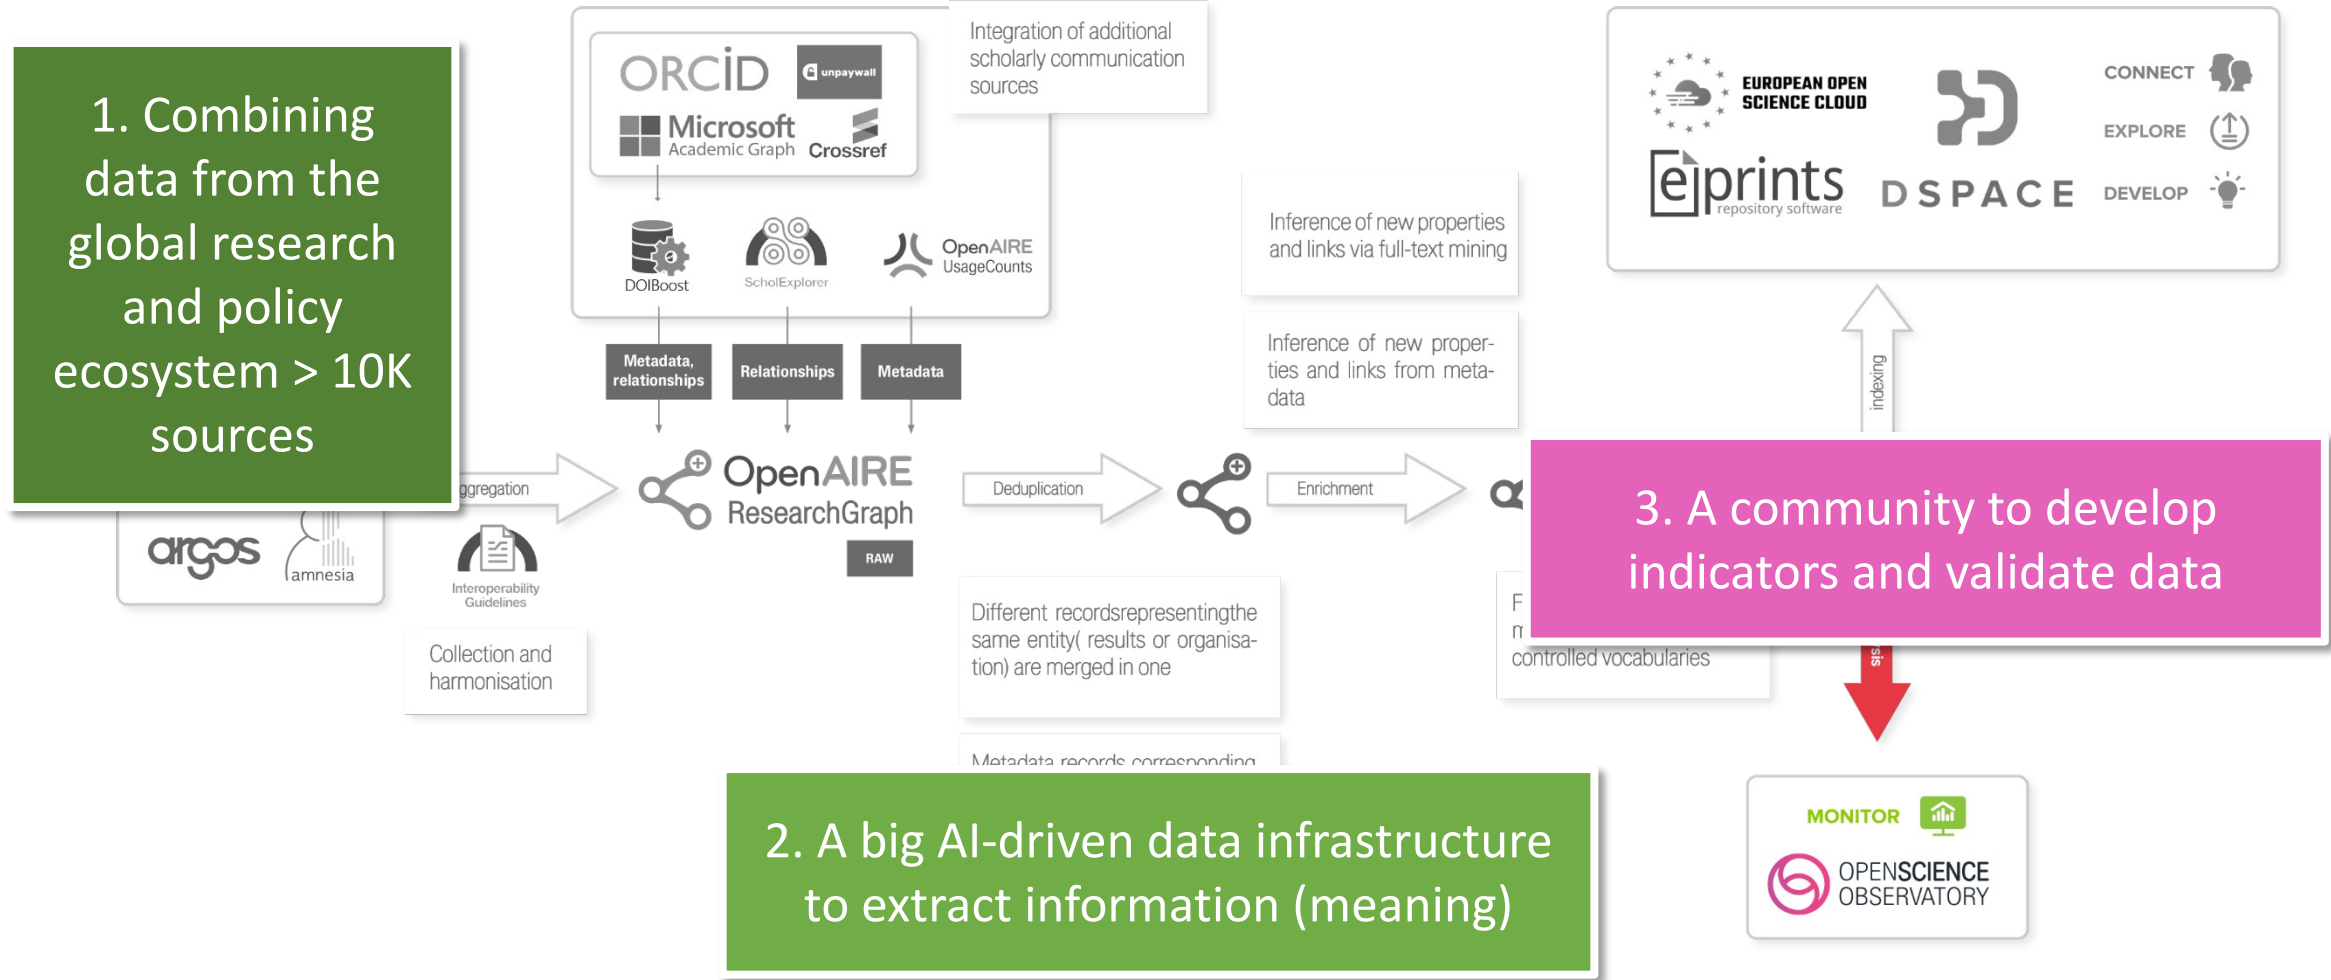 1. Combining
data from the
global research
and policy
ecosystem > 10K
sources
ORCID
unpaywall
Microsoft
Academic Graph
Crossref
Integration of additional
scholarly communication
sources
DOIBoost
ScholExplorer
OpenAIRE
UsageCounts
Metadata,
relationships
Relationships
Metadata
Inference of new properties
and links via full-text mining
Inference of new proper-
ties and links from meta-
data
EUROPEAN OPEN
SCIENCE CLOUD
eprints
repository software
DSPACE
CONNECT
EXPLORE
DEVELOP
indexing
ggregation
OpenAIRE
ResearchGraph
RAW
Deduplication
Enrichment
3. A community to develop
indicators and validate data
argos
amnesia
Interoperability
Guidelines
Collection and
harmonisation
Different recordsrepresentingthe
same entity( results or organisa-
tion) are merged in one
Metadata records corresponding
controlled vocabularies
sis
2. A big AI-driven data infrastructure
to extract information (meaning)
MONITOR
OPENSCIENCE
OBSERVATORY